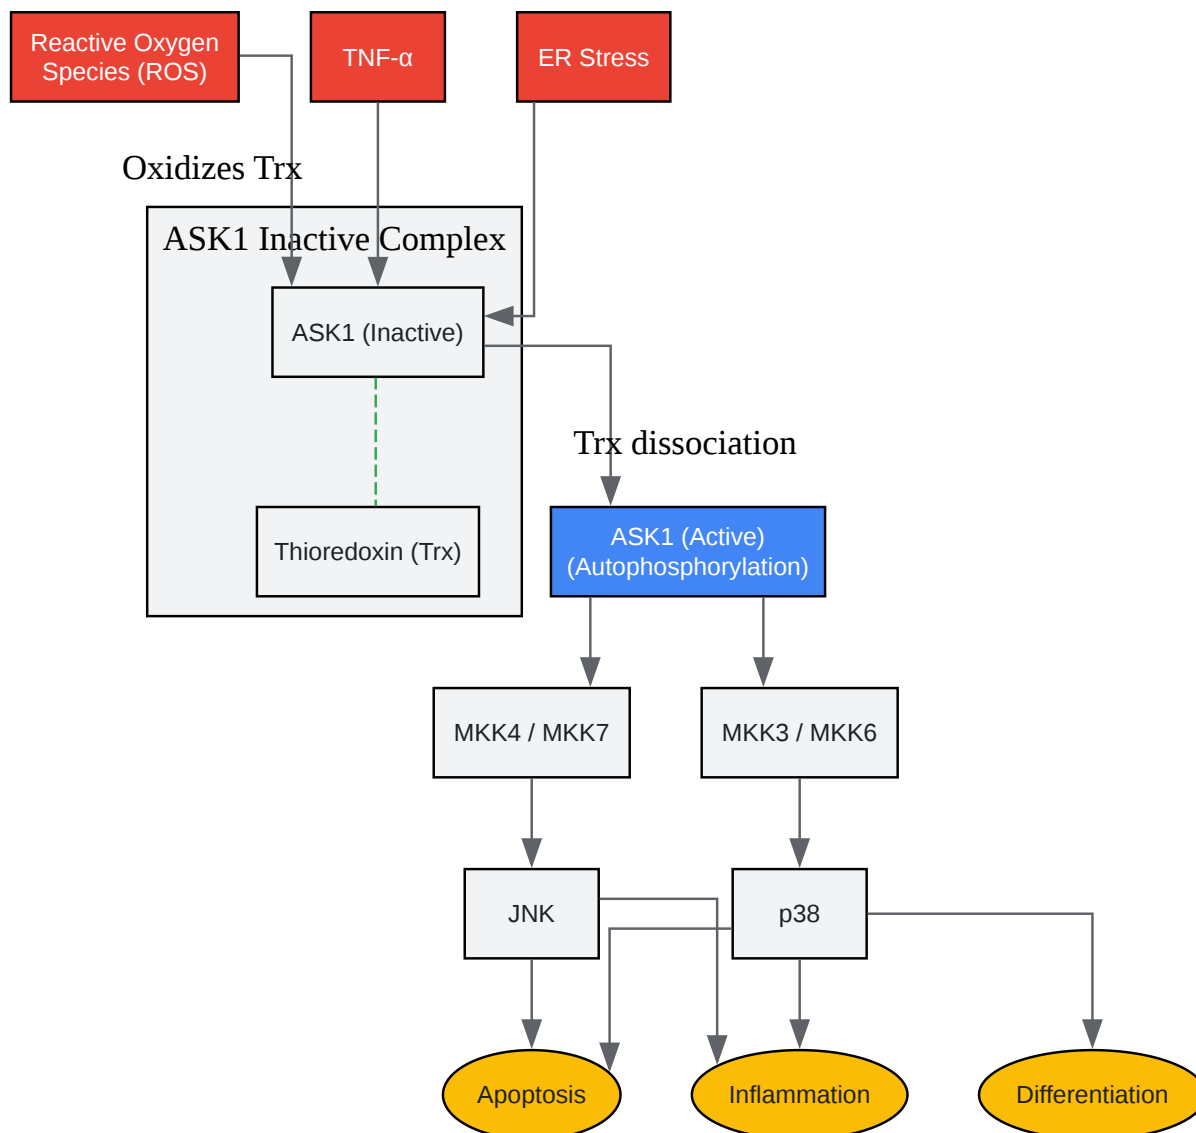 Reactive Oxygen
Species (ROS)
TNF-α
ER Stress
Oxidizes Trx
ASK1 Inactive Complex
ASK1 (Inactive)
Trx dissociation
Thioredoxin (Trx)
ASK1 (Active)
(Autophosphorylation)
MKK4 / MKK7
MKK3 / MKK6
JNK
p38
Apoptosis
Inflammation
Differentiation